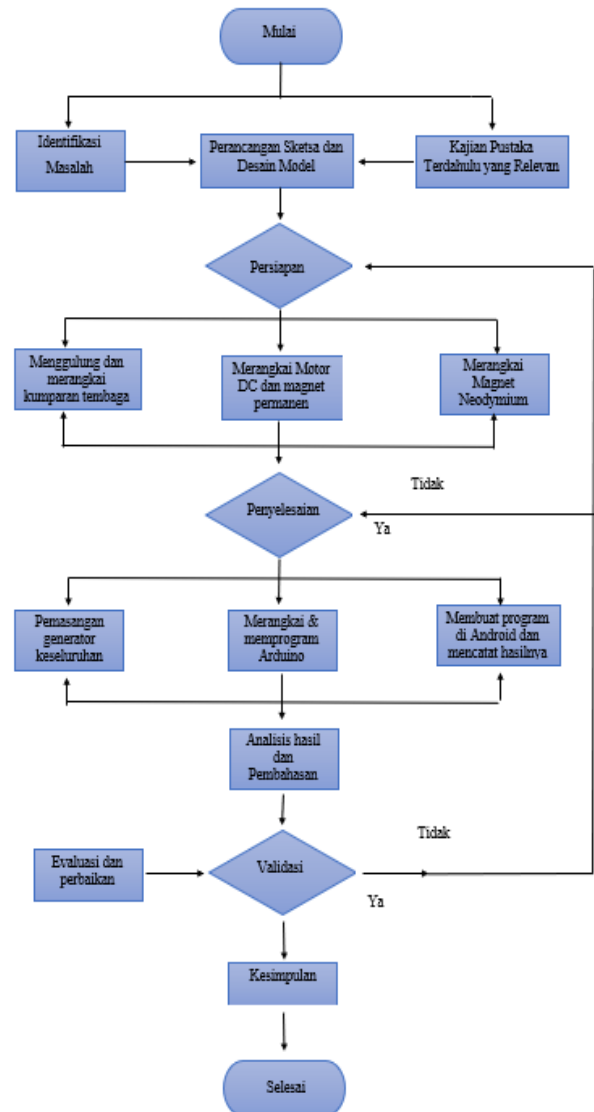 Mulai
Identifikasi
Masalah
Perancangan Sketsa dan
Desain Model
Kajian Pustaka
Terdahulu yang Relevan
Persiapan
Menggulung dan
merangkai
kumparan tembaga
Merangkai Motor
DC dan magnet
permanen
Merangkai
Magnet
Neodymium
Tidak
Penyelesaian
Ya
Pemasangan
generator
keseluruhan
Merangkai &
memprogram
Arduino
Membuat program
di Android dan
mencatat hasilnya
Analisis hasil
dan
Pembahasan
Tidak
Evaluasi dan
perbaikan
Validasi
Ya
Kesimpulan
Selesai